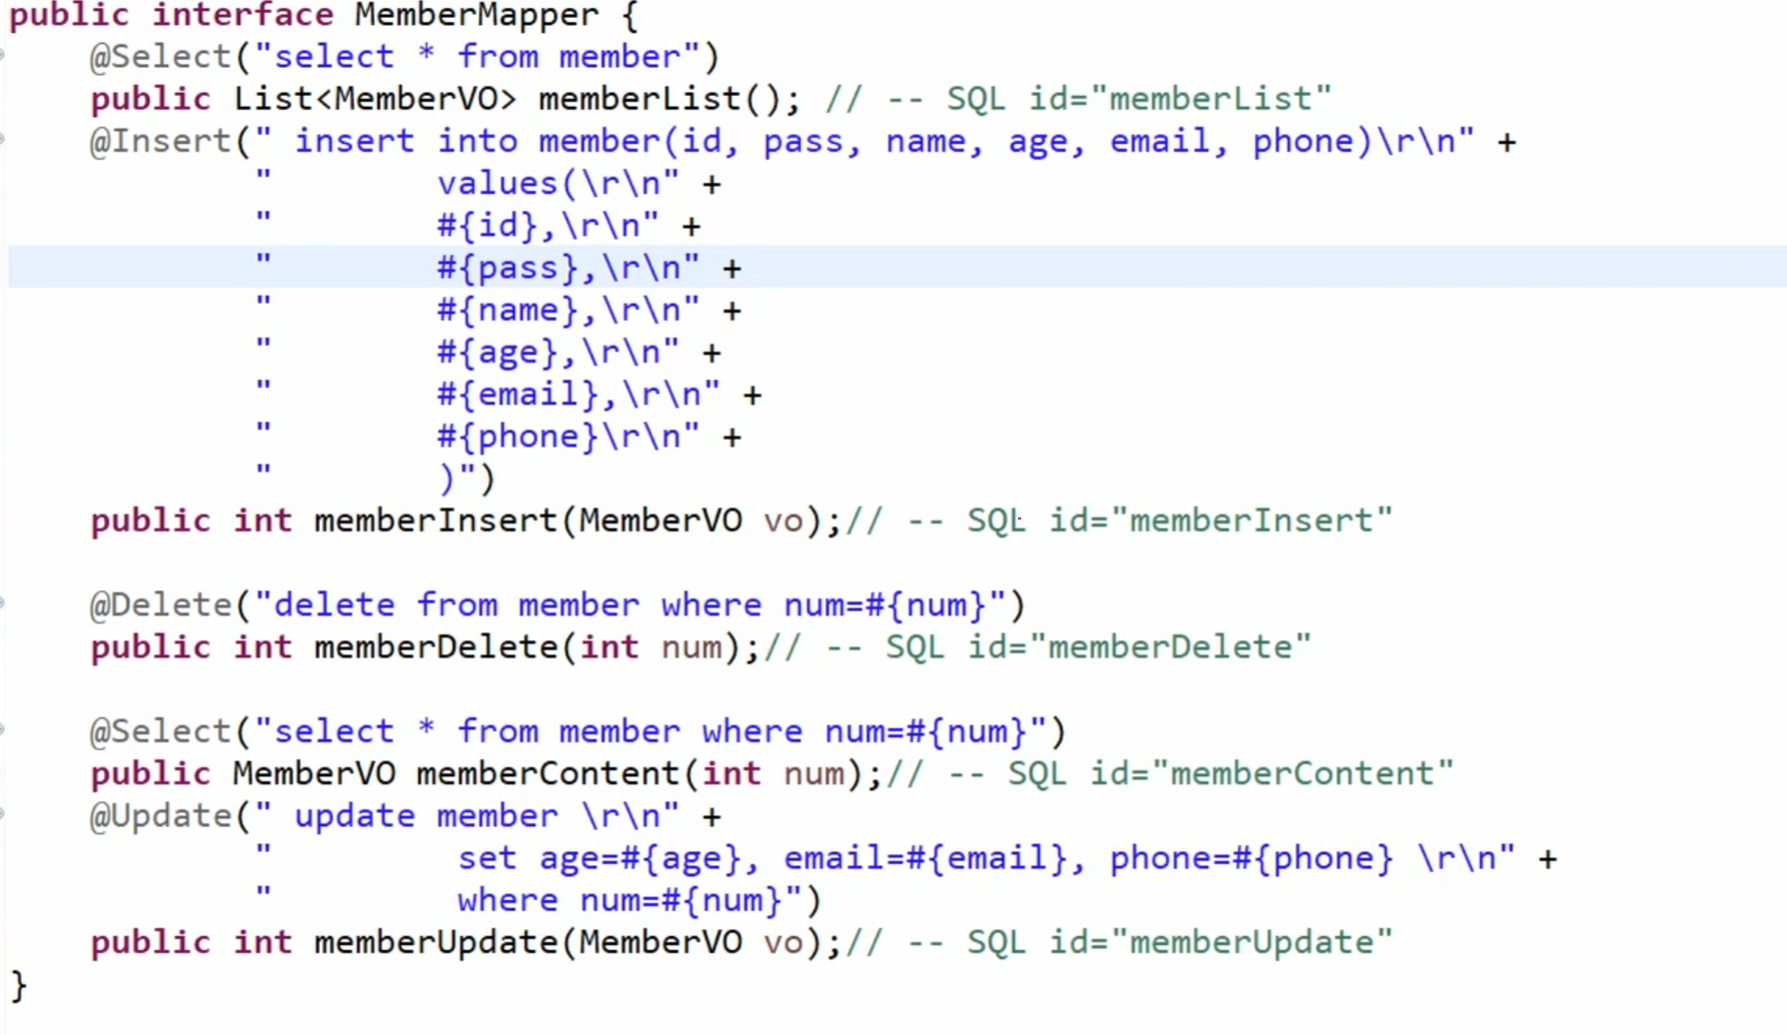 public interface MemberMapper {
    @Select("select * from member")
    public List<MemberVO> memberList(); // -- SQL id="memberList"
    @Insert(" insert into member(id, pass, name, age, email, phone)\r\n" +
            "        values(\r\n" +
            "        #{id},\r\n" +
            "        #{pass},\r\n" +
            "        #{name},\r\n" +
            "        #{age},\r\n" +
            "        #{email},\r\n" +
            "        #{phone}\r\n" +
            "        )")
    public int memberInsert(MemberVO vo);// -- SQL id="memberInsert"

    @Delete("delete from member where num=#{num}")
    public int memberDelete(int num);// -- SQL id="memberDelete"

    @Select("select * from member where num=#{num}")
    public MemberVO memberContent(int num);// -- SQL id="memberContent"
    @Update(" update member \r\n" +
            "         set age=#{age}, email=#{email}, phone=#{phone} \r\n" +
            "         where num=#{num}")
    public int memberUpdate(MemberVO vo);// -- SQL id="memberUpdate"
}